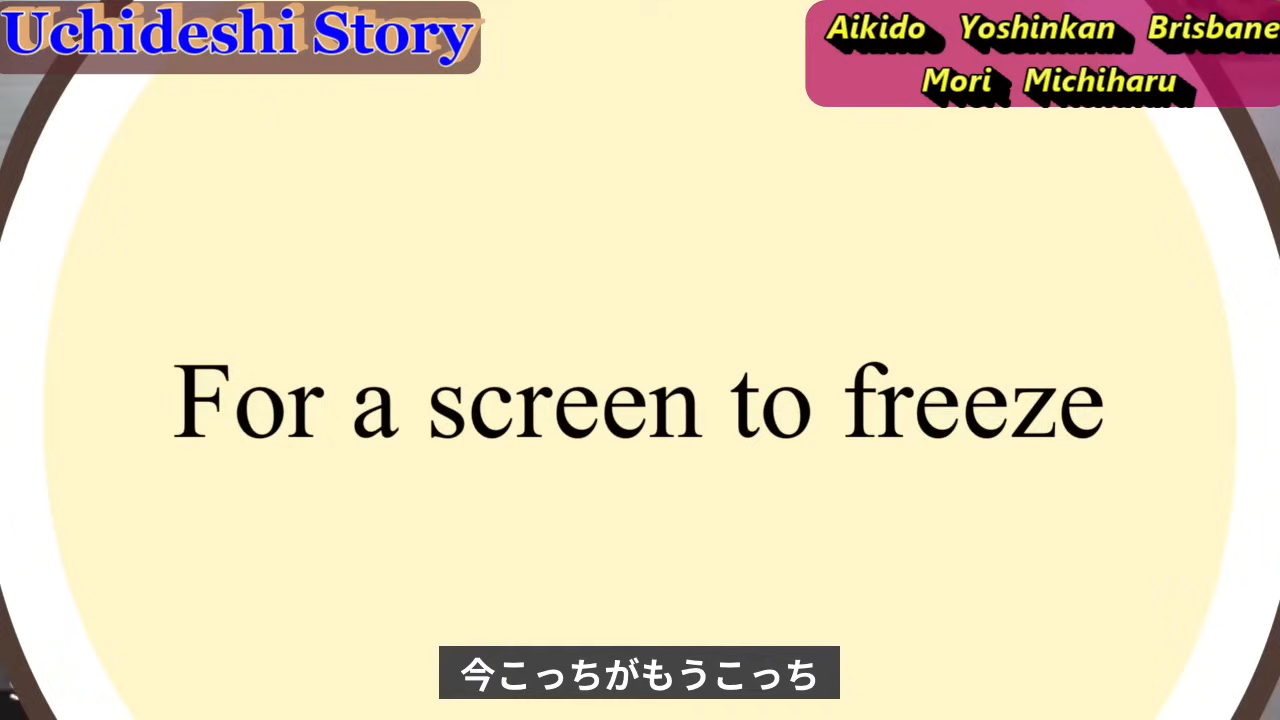 Uchideshi Story
Aikido Yoshinkan Brisbane
Mori Michiharu
For a screen to freeze
今こっちがもうこっち